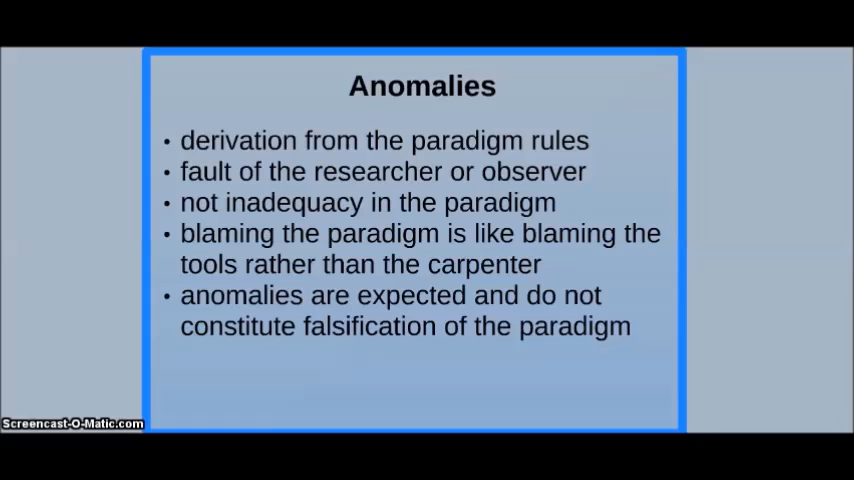 Anomalies
• derivation from the paradigm rules
• fault of the researcher or observer
• not inadequacy in the paradigm
• blaming the paradigm is like blaming the
tools rather than the carpenter
• anomalies are expected and do not
constitute falsification of the paradigm
Screencast-O-Matic.com